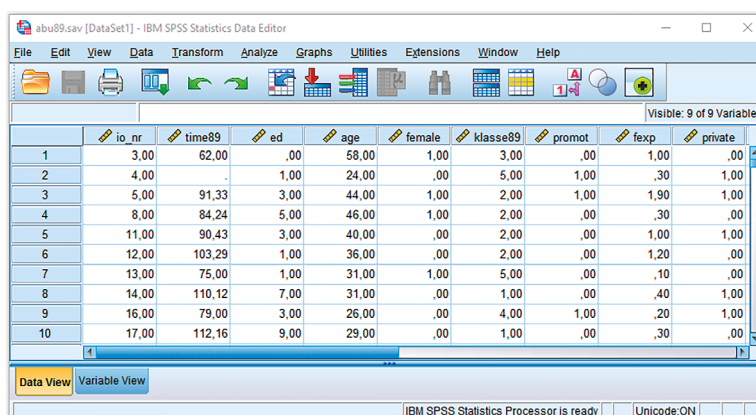 abu89.sav [DataSet1] - IBM SPSS Statistics Data Editor
File Edit View Data Transform Analyze Graphs Utilities Extensions Window Help
Visible: 9 of 9 Variable
io_nr time89 ed age female klasse89 promot fexp private
1 3,00 62,00 ,00 58,00 1,00 3,00 ,00 1,00 ,00
2 4,00 . 1,00 24,00 ,00 5,00 1,00 ,30 1,00
3 5,00 91,33 3,00 44,00 1,00 2,00 1,00 1,90 1,00
4 8,00 84,24 5,00 46,00 1,00 2,00 ,00 ,30 ,00
5 11,00 90,43 3,00 40,00 ,00 2,00 ,00 1,00 1,00
6 12,00 103,29 1,00 36,00 ,00 2,00 ,00 1,20 ,00
7 13,00 75,00 1,00 31,00 1,00 5,00 ,00 ,10 ,00
8 14,00 110,12 7,00 31,00 ,00 1,00 ,00 ,40 1,00
9 16,00 79,00 3,00 26,00 ,00 4,00 1,00 ,20 1,00
10 17,00 112,16 9,00 29,00 ,00 1,00 ,00 ,30 ,00
Data View Variable View
IBM SPSS Statistics Processor is ready Unicode:ON